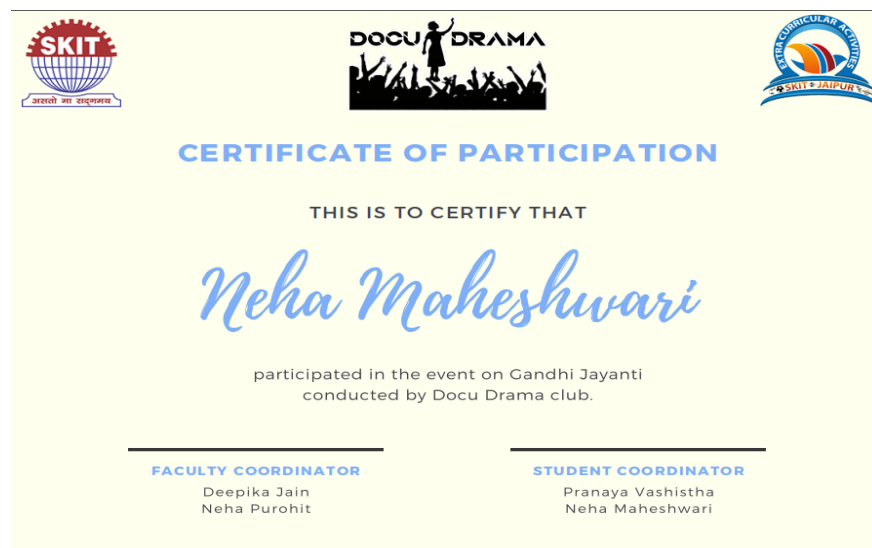 SKIT
असतो मा सद्गमय
DOCU DRAMA
EXTRA CURRICULAR ACTIVITIES
SKIT JAIPUR
CERTIFICATE OF PARTICIPATION
THIS IS TO CERTIFY THAT
Neha Maheshwari
participated in the event on Gandhi Jayanti
conducted by Docu Drama club.
FACULTY COORDINATOR
Deepika Jain
Neha Purohit
STUDENT COORDINATOR
Pranaya Vashistha
Neha Maheshwari